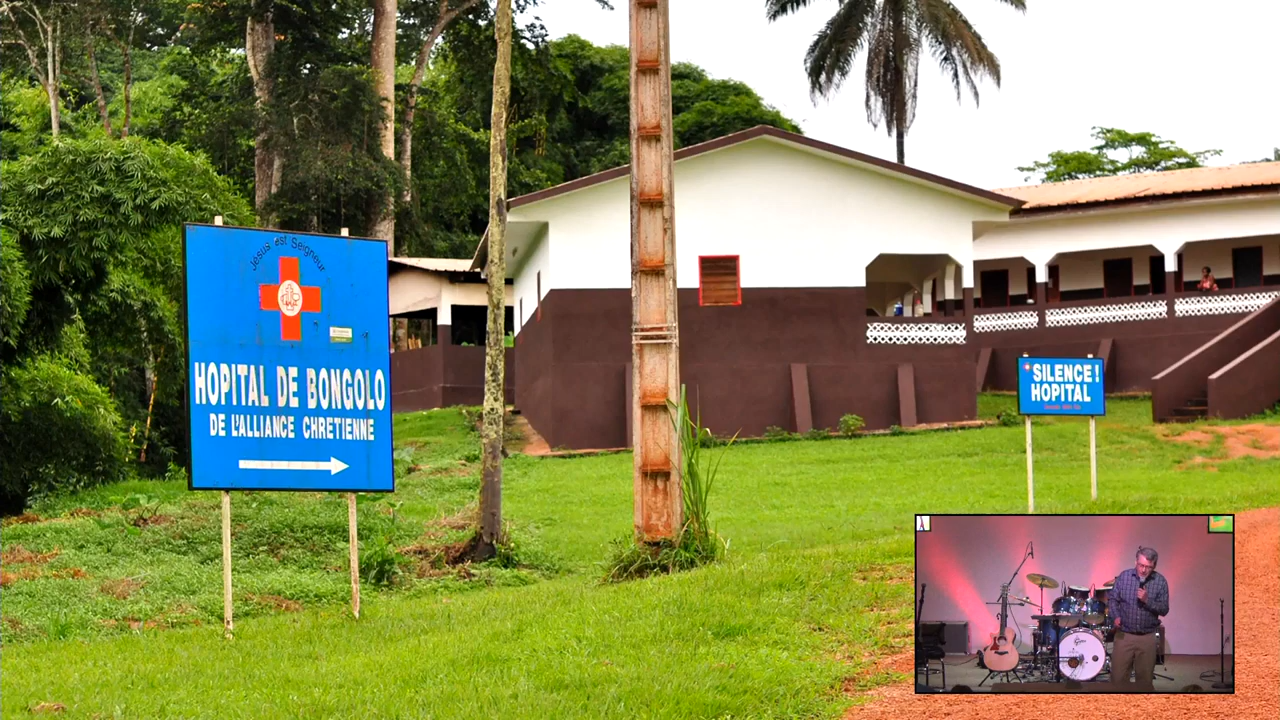 Jésus est Seigneur
HOPITAL DE BONGOLO
DE L'ALLIANCE CHRETIENNE
SILENCE !
HOPITAL